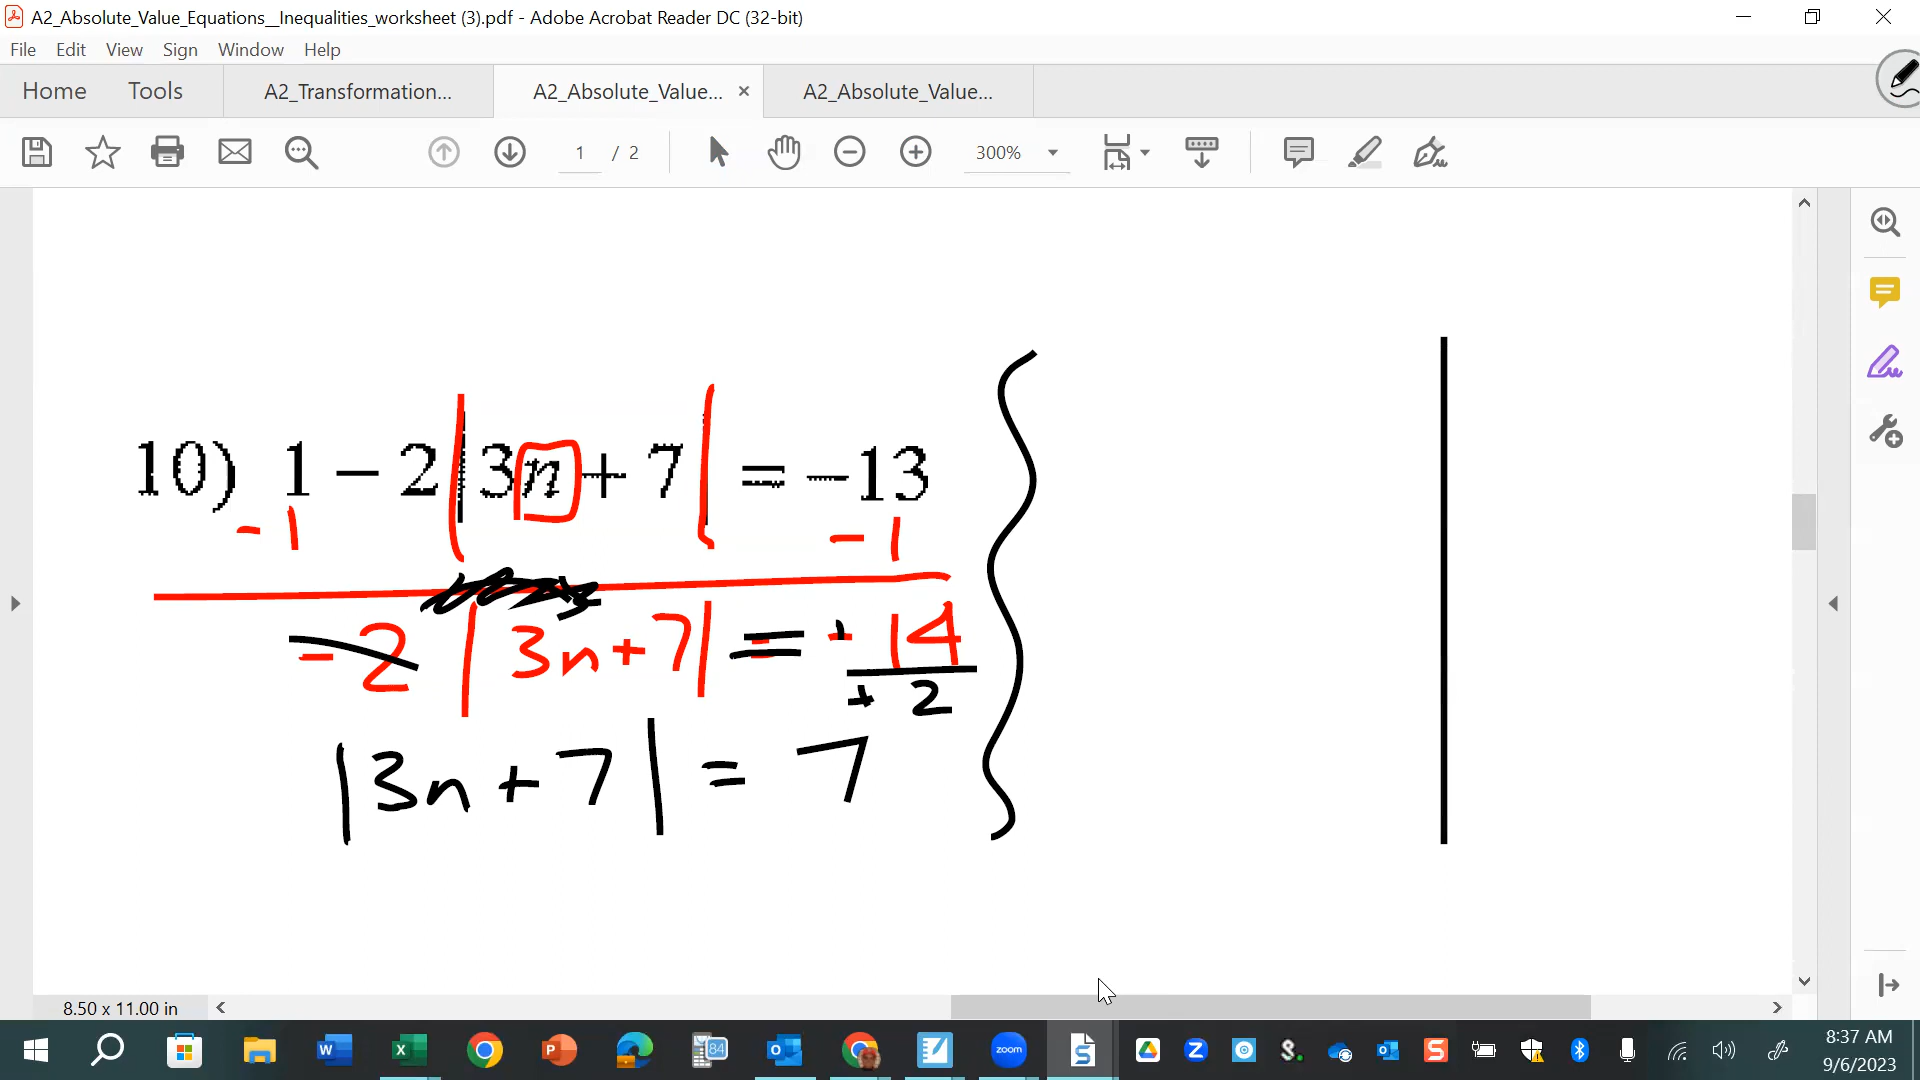 A2_Absolute_Value_Equations__Inequalities_worksheet (3).pdf - Adobe Acrobat Reader DC (32-bit)
File Edit View Sign Window Help
Home Tools A2_Transformation... A2_Absolute_Value... × A2_Absolute_Value...
1 / 2 300%
10) 1 − 2|3n + 7| = −13
- 1 - 1
-2 |3n+7| = + 14
+ 2
|3n + 7| = 7
8.50 x 11.00 in
84 zoom
8:37 AM
9/6/2023